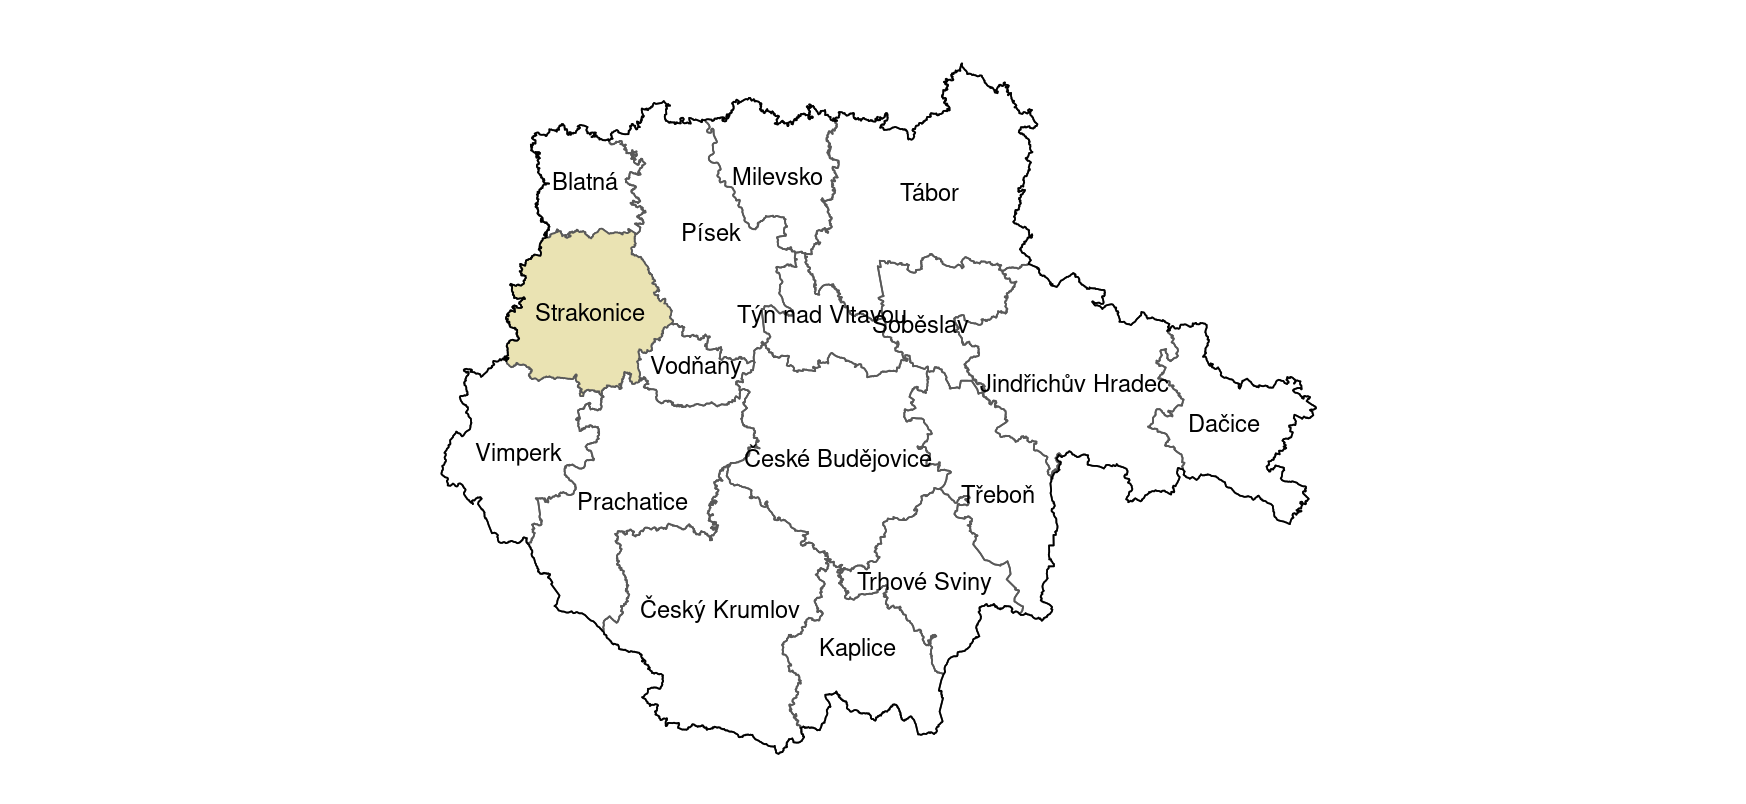 Milevsko
Blatná
Tábor
Písek
Strakonice
Týn nad Vltavou
Soběslav
Vodňany
Jindřichův Hradec
Dačice
Vimperk
České Budějovice
Třeboň
Prachatice
Trhové Sviny
Český Krumlov
Kaplice